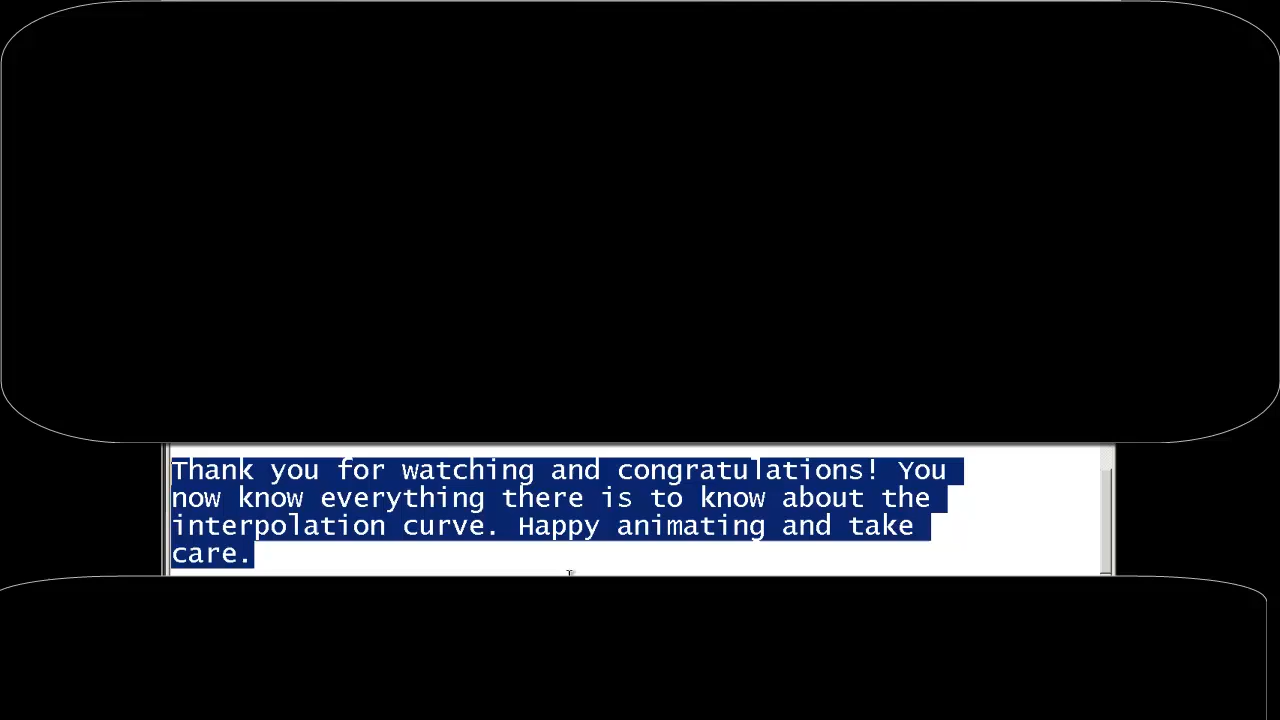 Thank you for watching and congratulations! You
now know everything there is to know about the
interpolation curve. Happy animating and take
care.